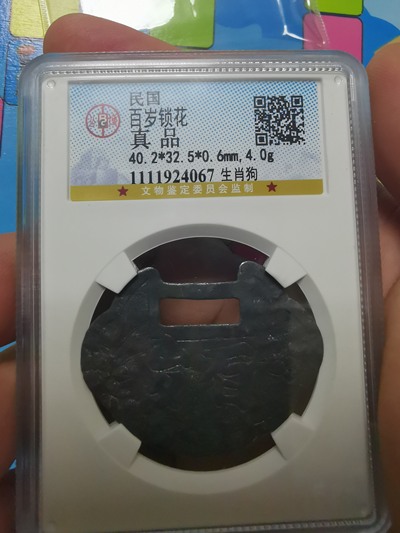 民国
百岁锁花
真品
40.2*32.5*0.6mm,4.0g
1111924067 生肖狗
★ 文物鉴定委员会监制 ★